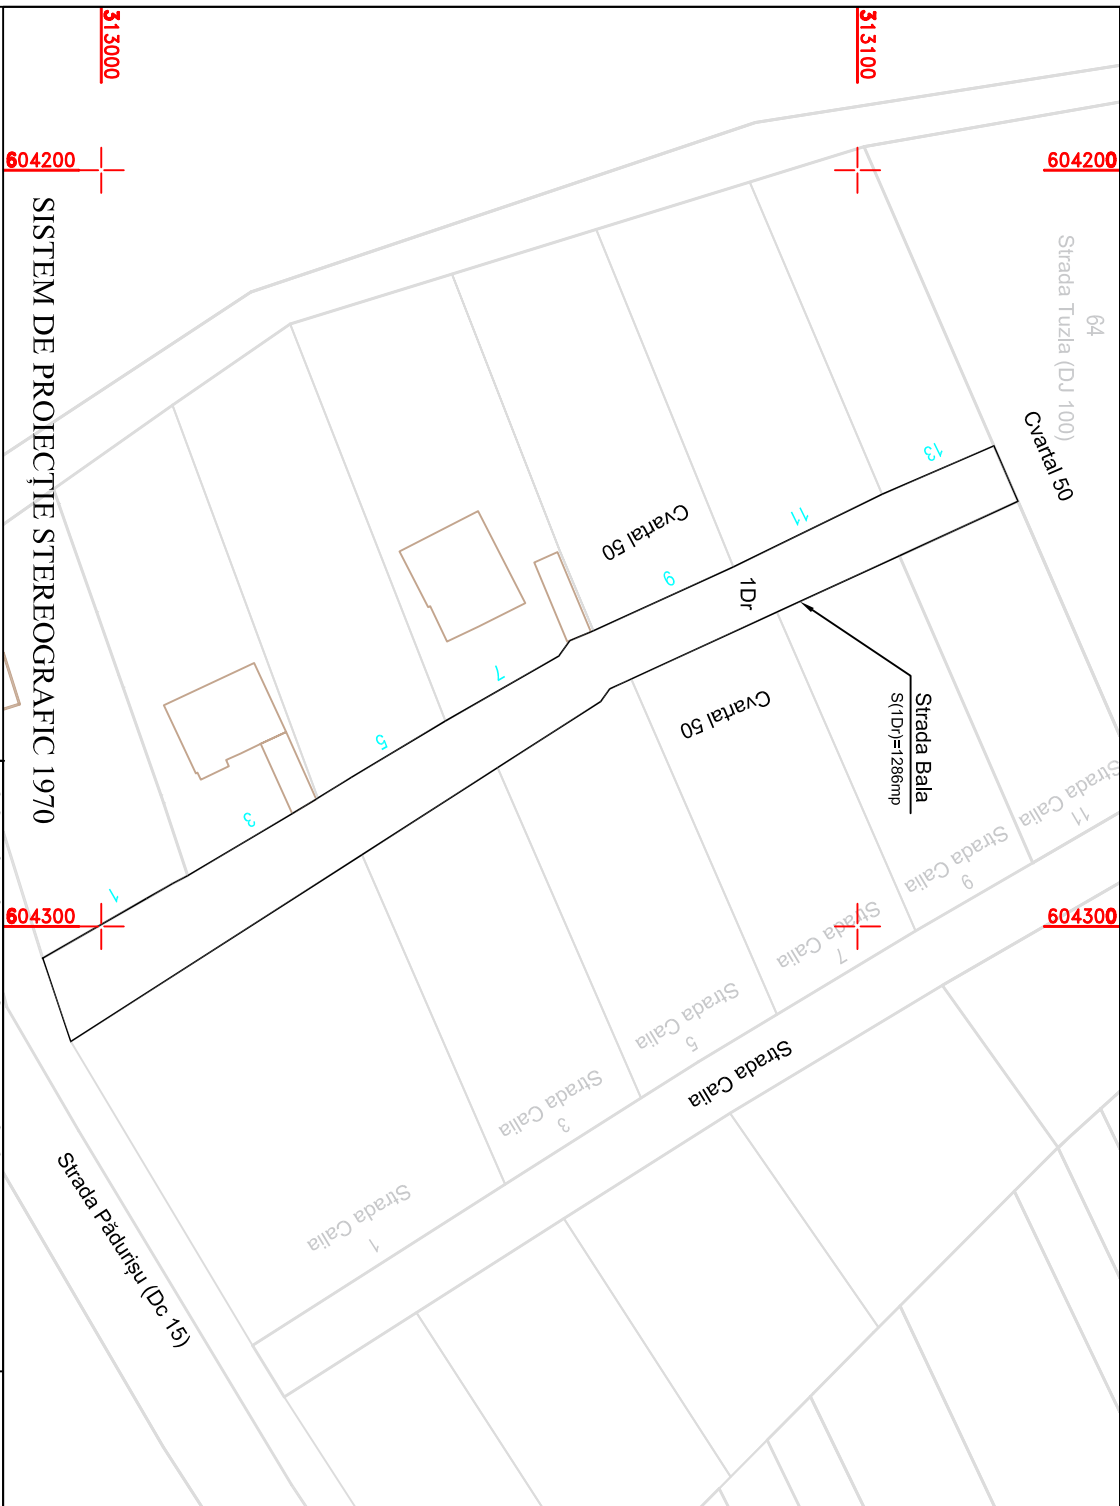 313000
313100
604200
604200
64
Strada Tuzla (DJ 100)
Cvartal 50
13
11
9
7
5
3
1
Cvartal 50
1Dr
Cvartal 50
Strada Bala
S(1Dr)=1286mp
Strada Calia
11
Strada Calia
9
Strada Calia
7
Strada Calia
5
Strada Calia
3
Strada Calia
1
Strada Calia
604300
604300
Strada Pădurișu (Dc 15)
SISTEM DE PROIECȚIE STEREOGRAFIC 1970